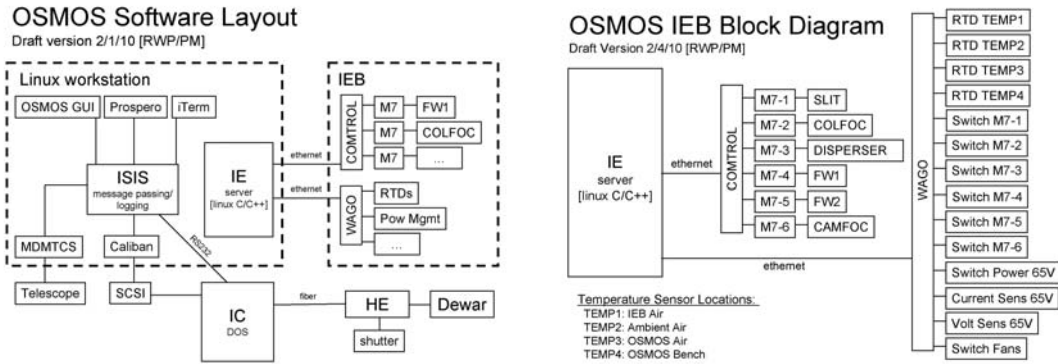 OSMOS Software Layout
Draft version 2/1/10 [RWP/PM]
Linux workstation
OSMOS GUI
Prospero
iTerm
ISIS
message passing/
logging
IE
server
[linux C/C++]
MDMTCS
Caliban
RS232
Telescope
SCSI
IC
DOS
fiber
HE
Dewar
shutter
ethernet
ethernet
IEB
COMTROL
M7
FW1
M7
COLFOC
M7
...
WAGO
RTDs
Pow Mgmt
...
OSMOS IEB Block Diagram
Draft Version 2/4/10 [RWP/PM]
IE
server
[linux C/C++]
ethernet
COMTROL
M7-1
SLIT
M7-2
COLFOC
M7-3
DISPERSER
M7-4
FW1
M7-5
FW2
M7-6
CAMFOC
ethernet
WAGO
RTD TEMP1
RTD TEMP2
RTD TEMP3
RTD TEMP4
Switch M7-1
Switch M7-2
Switch M7-3
Switch M7-4
Switch M7-5
Switch M7-6
Switch Power 65V
Current Sens 65V
Volt Sens 65V
Switch Fans
Temperature Sensor Locations:
TEMP1: IEB Air
TEMP2: Ambient Air
TEMP3: OSMOS Air
TEMP4: OSMOS Bench